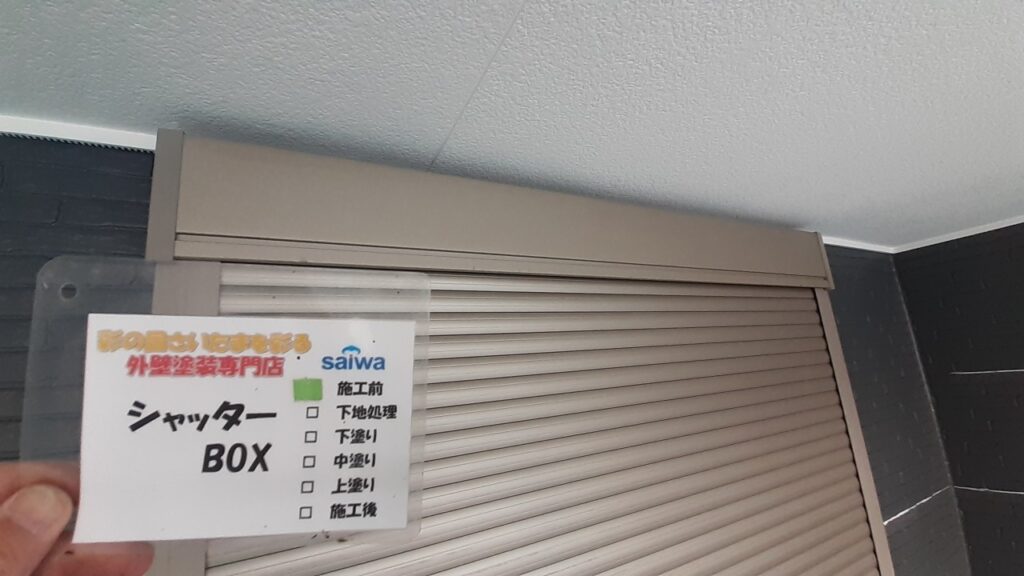 彩の国さいたまを彩る
外壁塗装専門店
saiwa
シャッター
BOX
施工前
□ 下地処理
□ 下塗り
□ 中塗り
□ 上塗り
□ 施工後